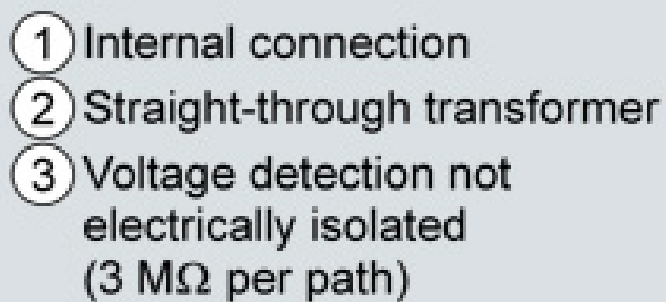 1 Internal connection
2 Straight-through transformer
3 Voltage detection not
electrically isolated
(3 MΩ per path)